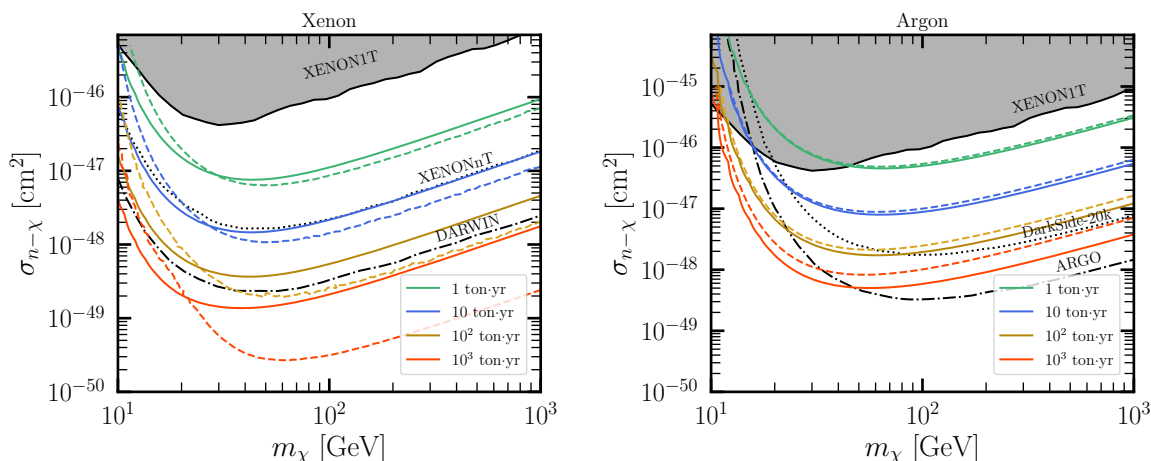 Xenon
XENON1T
XENONnT
DARWIN
1 ton·yr
10 ton·yr
10² ton·yr
10³ ton·yr
10⁻⁴⁶
10⁻⁴⁷
10⁻⁴⁸
10⁻⁴⁹
10⁻⁵⁰
σₙ₋χ [cm²]
10¹
10²
10³
mχ [GeV]
Argon
XENON1T
DarkSide-20k
ARGO
1 ton·yr
10 ton·yr
10² ton·yr
10³ ton·yr
10⁻⁴⁵
10⁻⁴⁶
10⁻⁴⁷
10⁻⁴⁸
10⁻⁴⁹
10⁻⁵⁰
σₙ₋χ [cm²]
10¹
10²
10³
mχ [GeV]